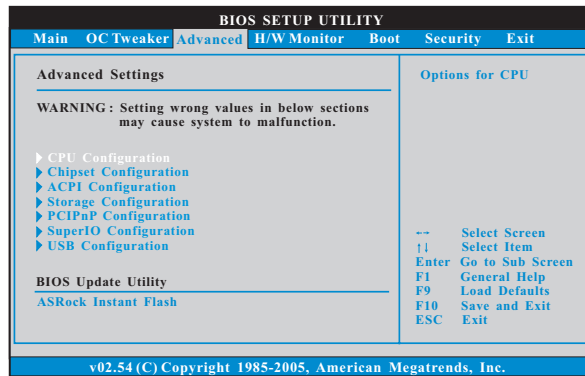 BIOS SETUP UTILITY
Main OC Tweaker Advanced H/W Monitor Boot Security Exit
Advanced Settings
WARNING : Setting wrong values in below sections
may cause system to malfunction.
CPU Configuration
Chipset Configuration
ACPI Configuration
Storage Configuration
PCIPnP Configuration
SuperIO Configuration
USB Configuration
BIOS Update Utility
ASRock Instant Flash
Options for CPU
←→ Select Screen
↑↓ Select Item
Enter Go to Sub Screen
F1 General Help
F9 Load Defaults
F10 Save and Exit
ESC Exit
v02.54 (C) Copyright 1985-2005, American Megatrends, Inc.